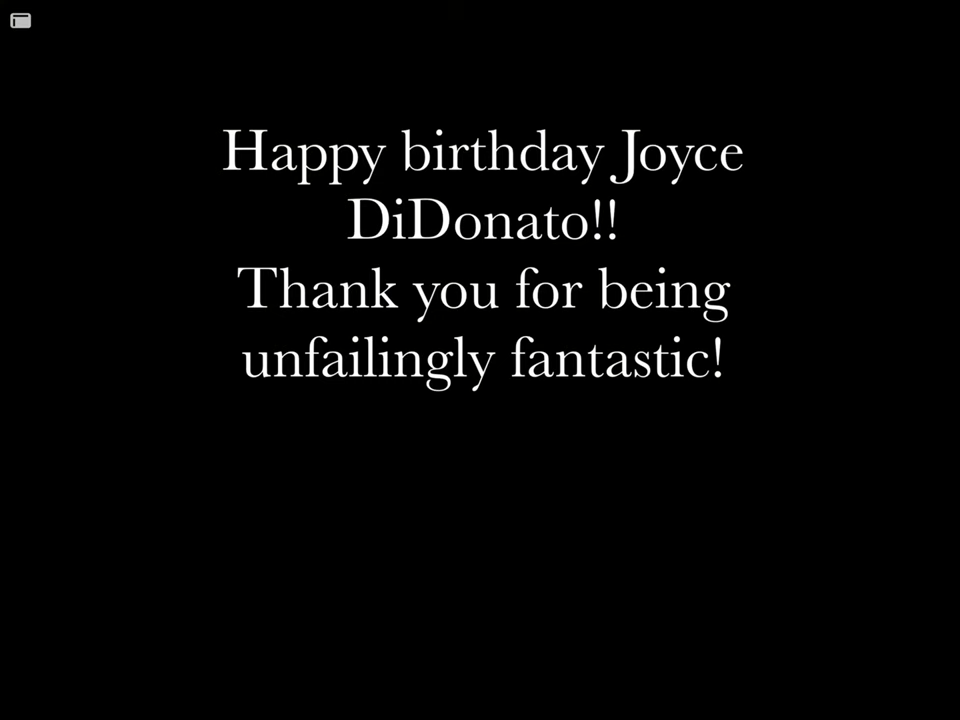 Happy birthday Joyce
DiDonato!!
Thank you for being
unfailingly fantastic!